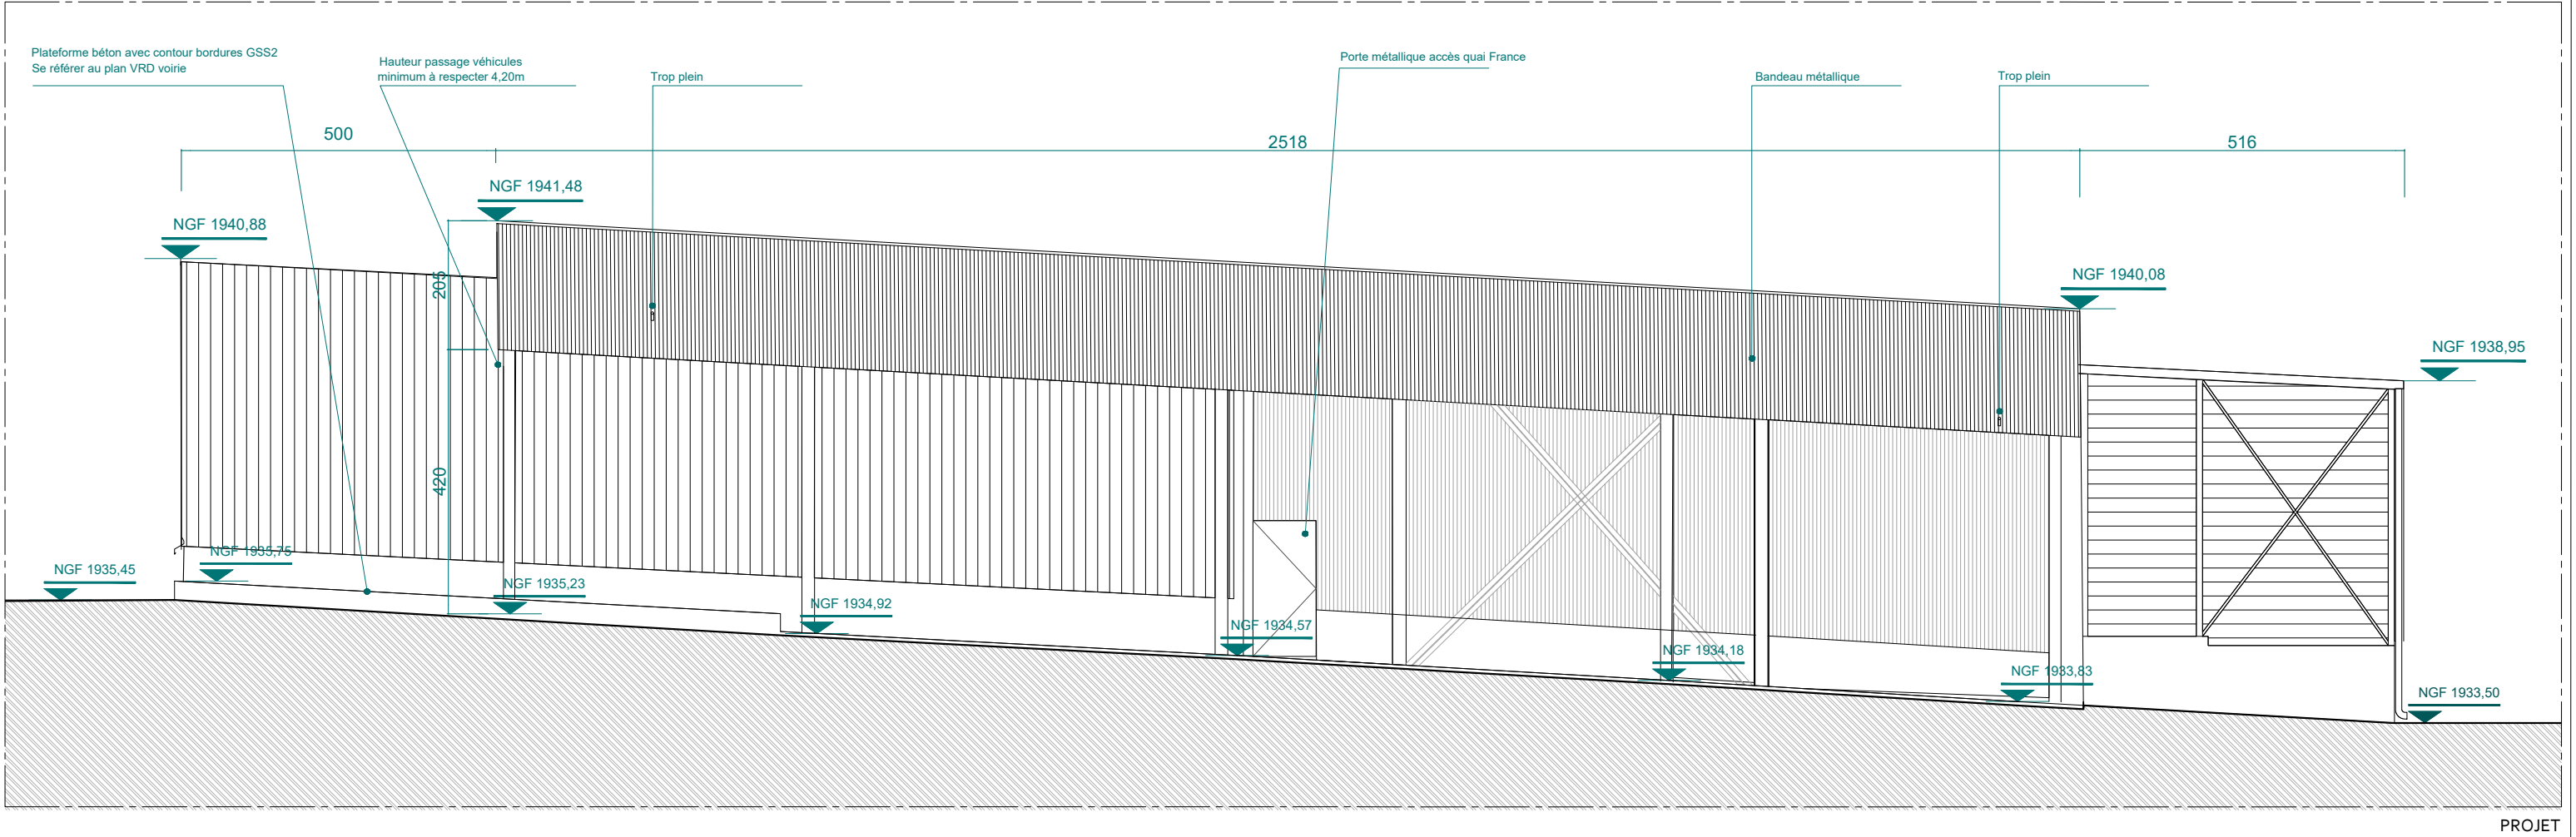 Plateforme béton avec contour bordures GSS2
Se référer au plan VRD voirie
Hauteur passage véhicules
minimum à respecter 4,20m
Trop plein
Porte métallique accès quai France
Bandeau métallique
Trop plein
500
2518
516
NGF 1941,48
NGF 1940,88
NGF 1940,08
NGF 1938,95
205
420
NGF 1935,75
NGF 1935,45
NGF 1935,23
NGF 1934,92
NGF 1934,57
NGF 1934,18
NGF 1933,83
NGF 1933,50
PROJET